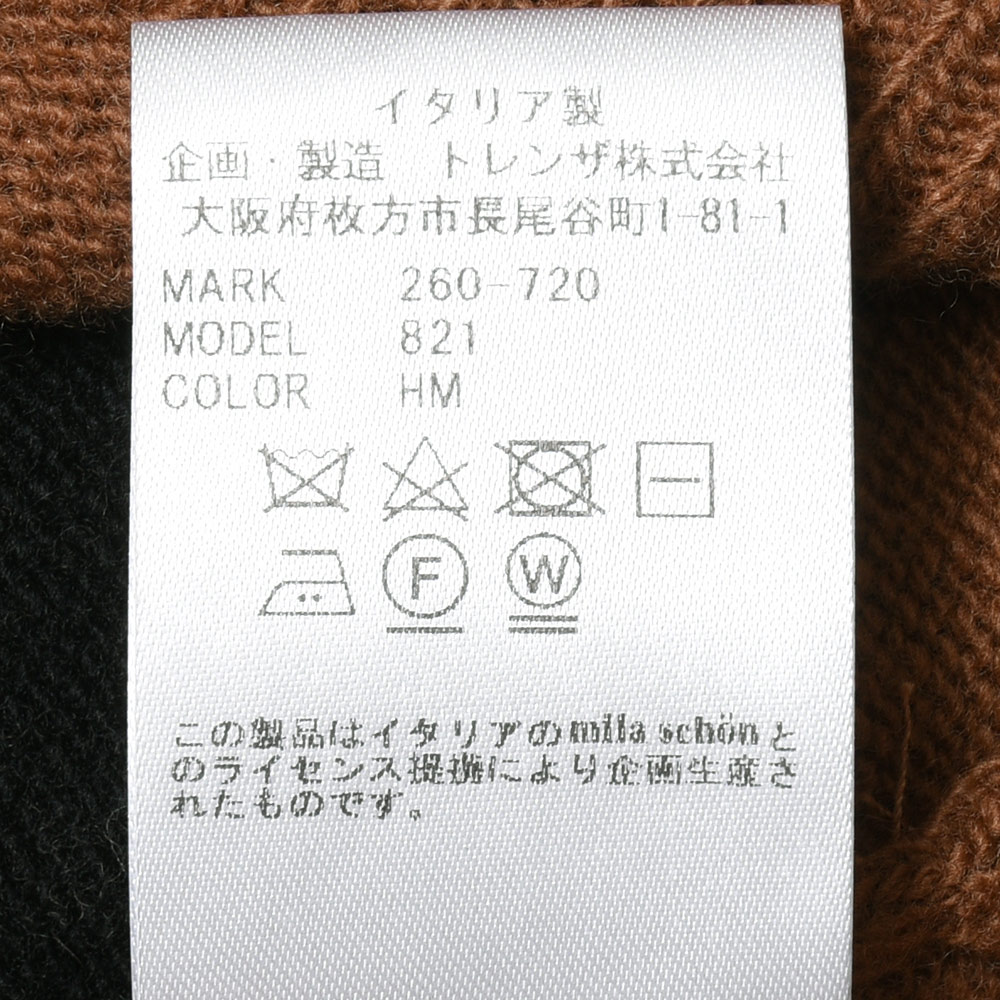 イタリア製
企画・製造　トレンザ株式会社
大阪府枚方市長尾谷町1-81-1
MARK 260-720
MODEL 821
COLOR HM
F W
この製品はイタリアのmila schönと
のライセンス提携により企画生産さ
れたものです。